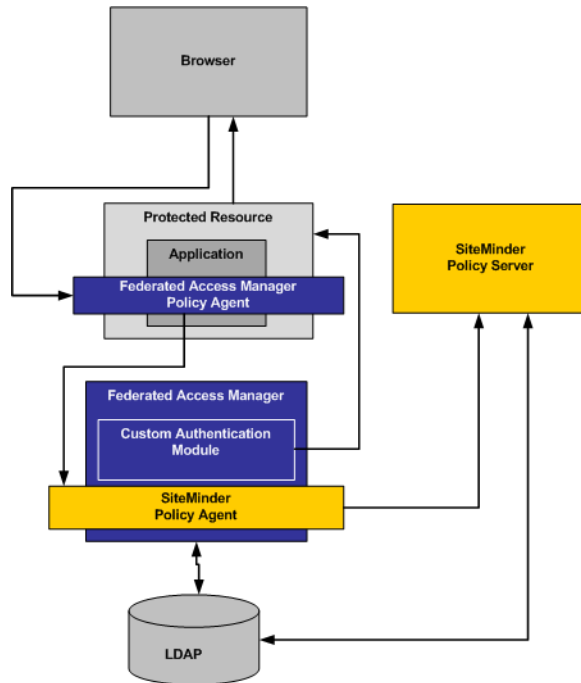 Browser
Protected Resource
Application
Federated Access Manager
Policy Agent
SiteMinder
Policy Server
Federated Access Manager
Custom Authentication
Module
SiteMinder
Policy Agent
LDAP